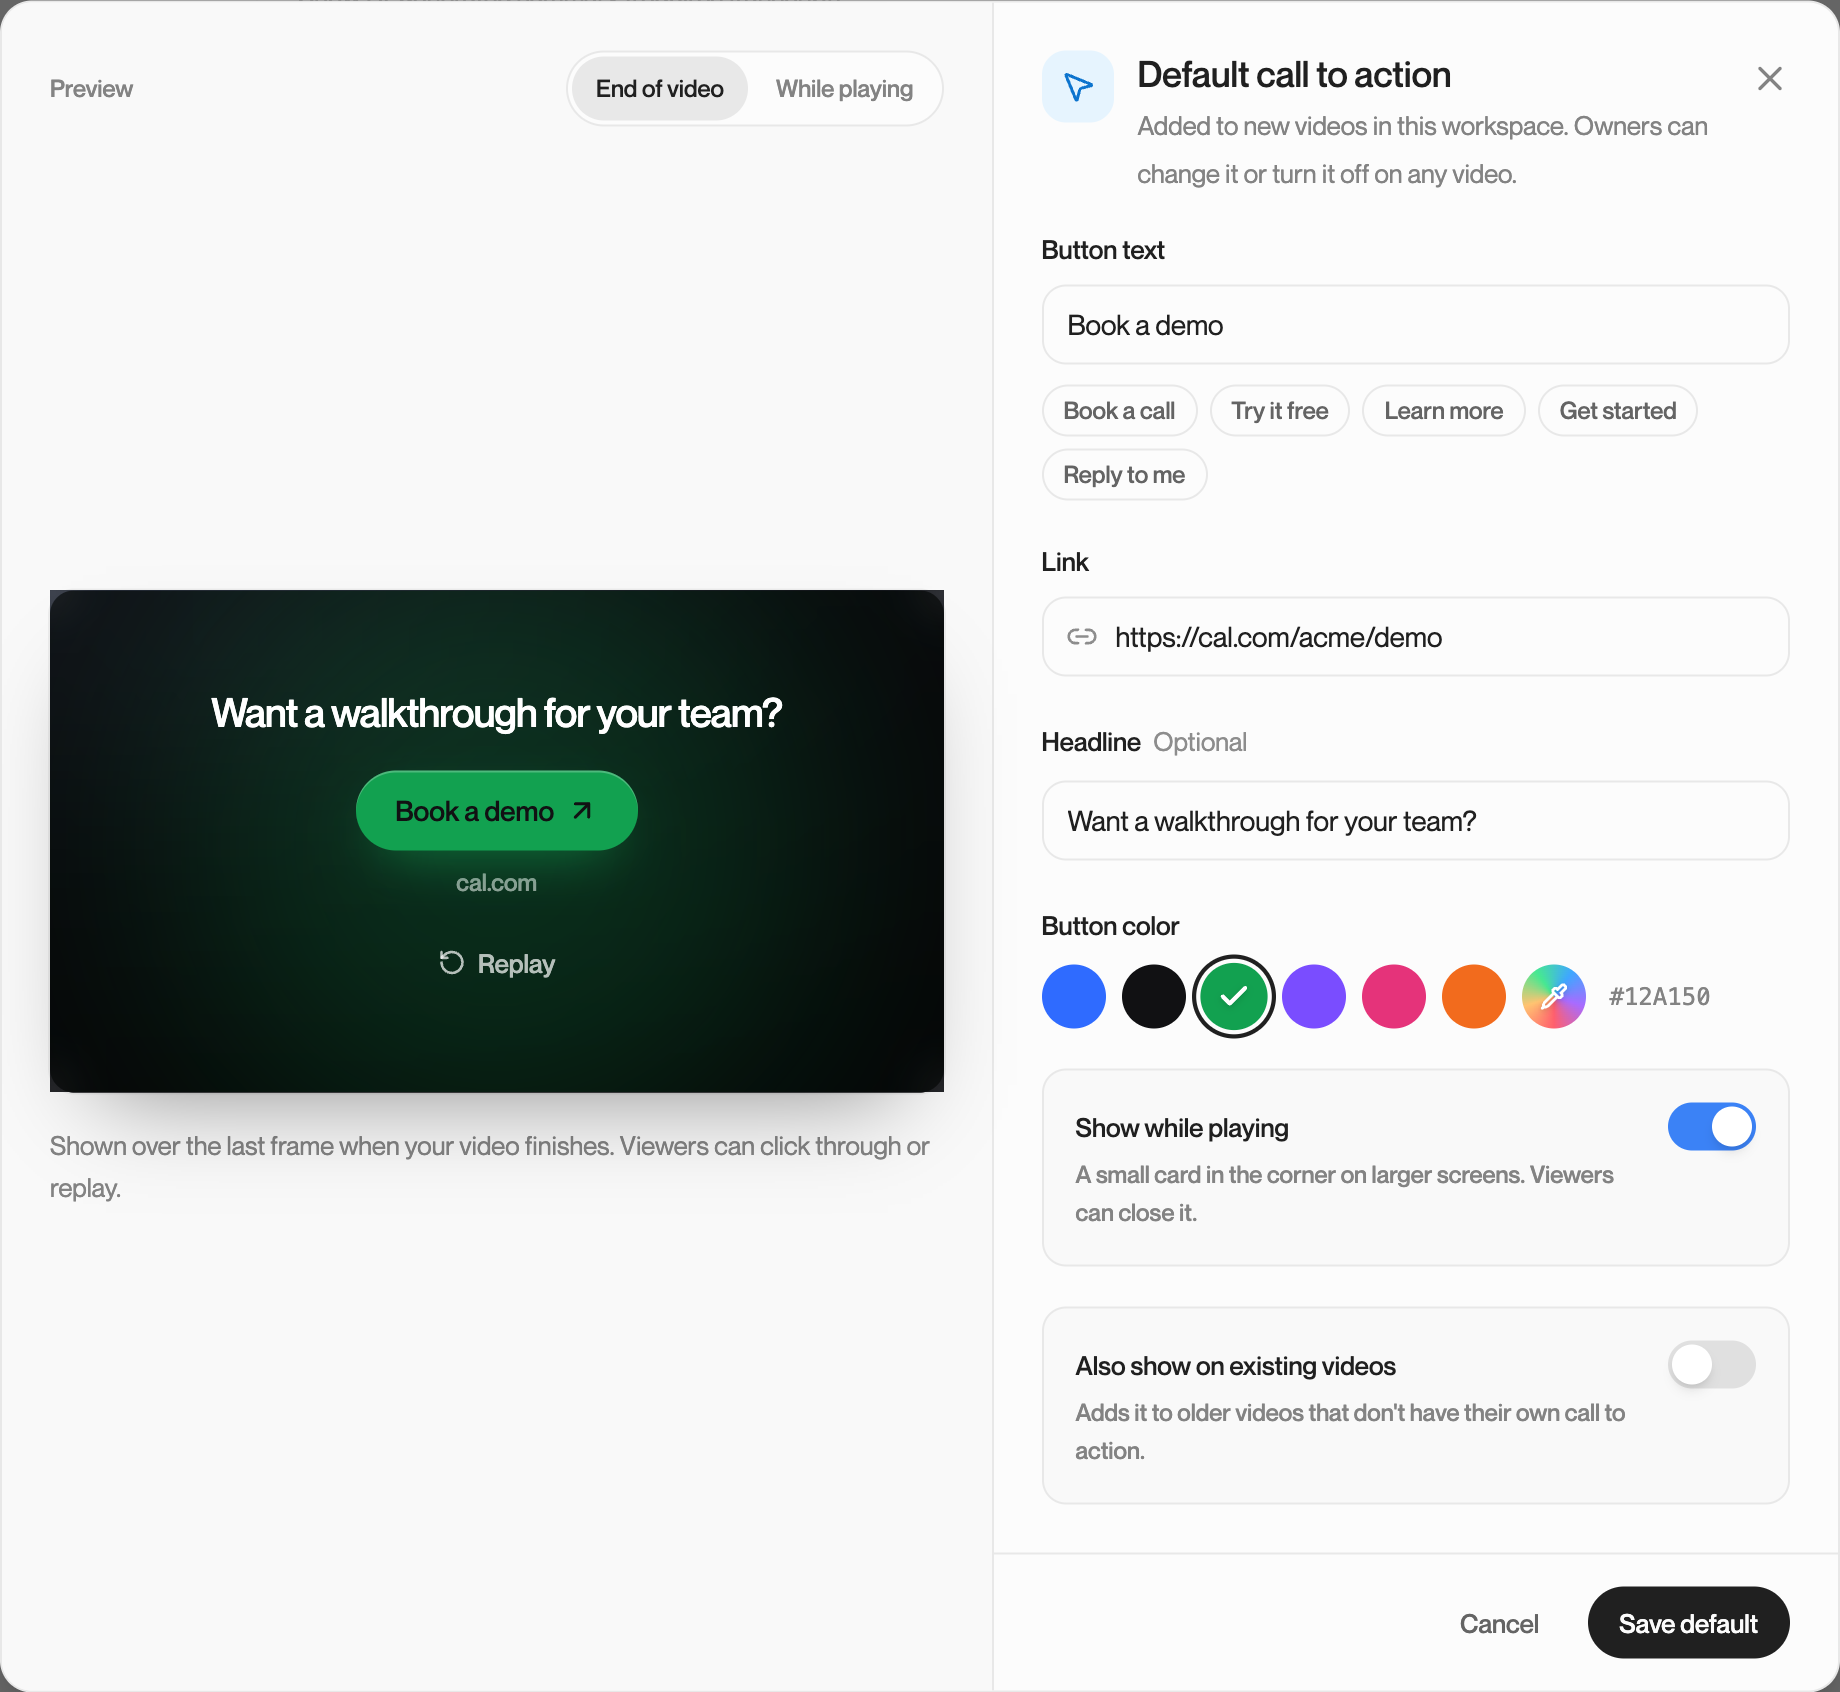 Preview
End of video
While playing
Want a walkthrough for your team?
Book a demo
cal.com
Replay
Shown over the last frame when your video finishes. Viewers can click through or
replay.
Default call to action
Added to new videos in this workspace. Owners can
change it or turn it off on any video.
Button text
Book a demo
Book a call
Try it free
Learn more
Get started
Reply to me
Link
https://cal.com/acme/demo
Headline Optional
Want a walkthrough for your team?
Button color
#12A150
Show while playing
A small card in the corner on larger screens. Viewers
can close it.
Also show on existing videos
Adds it to older videos that don't have their own call to
action.
Cancel
Save default